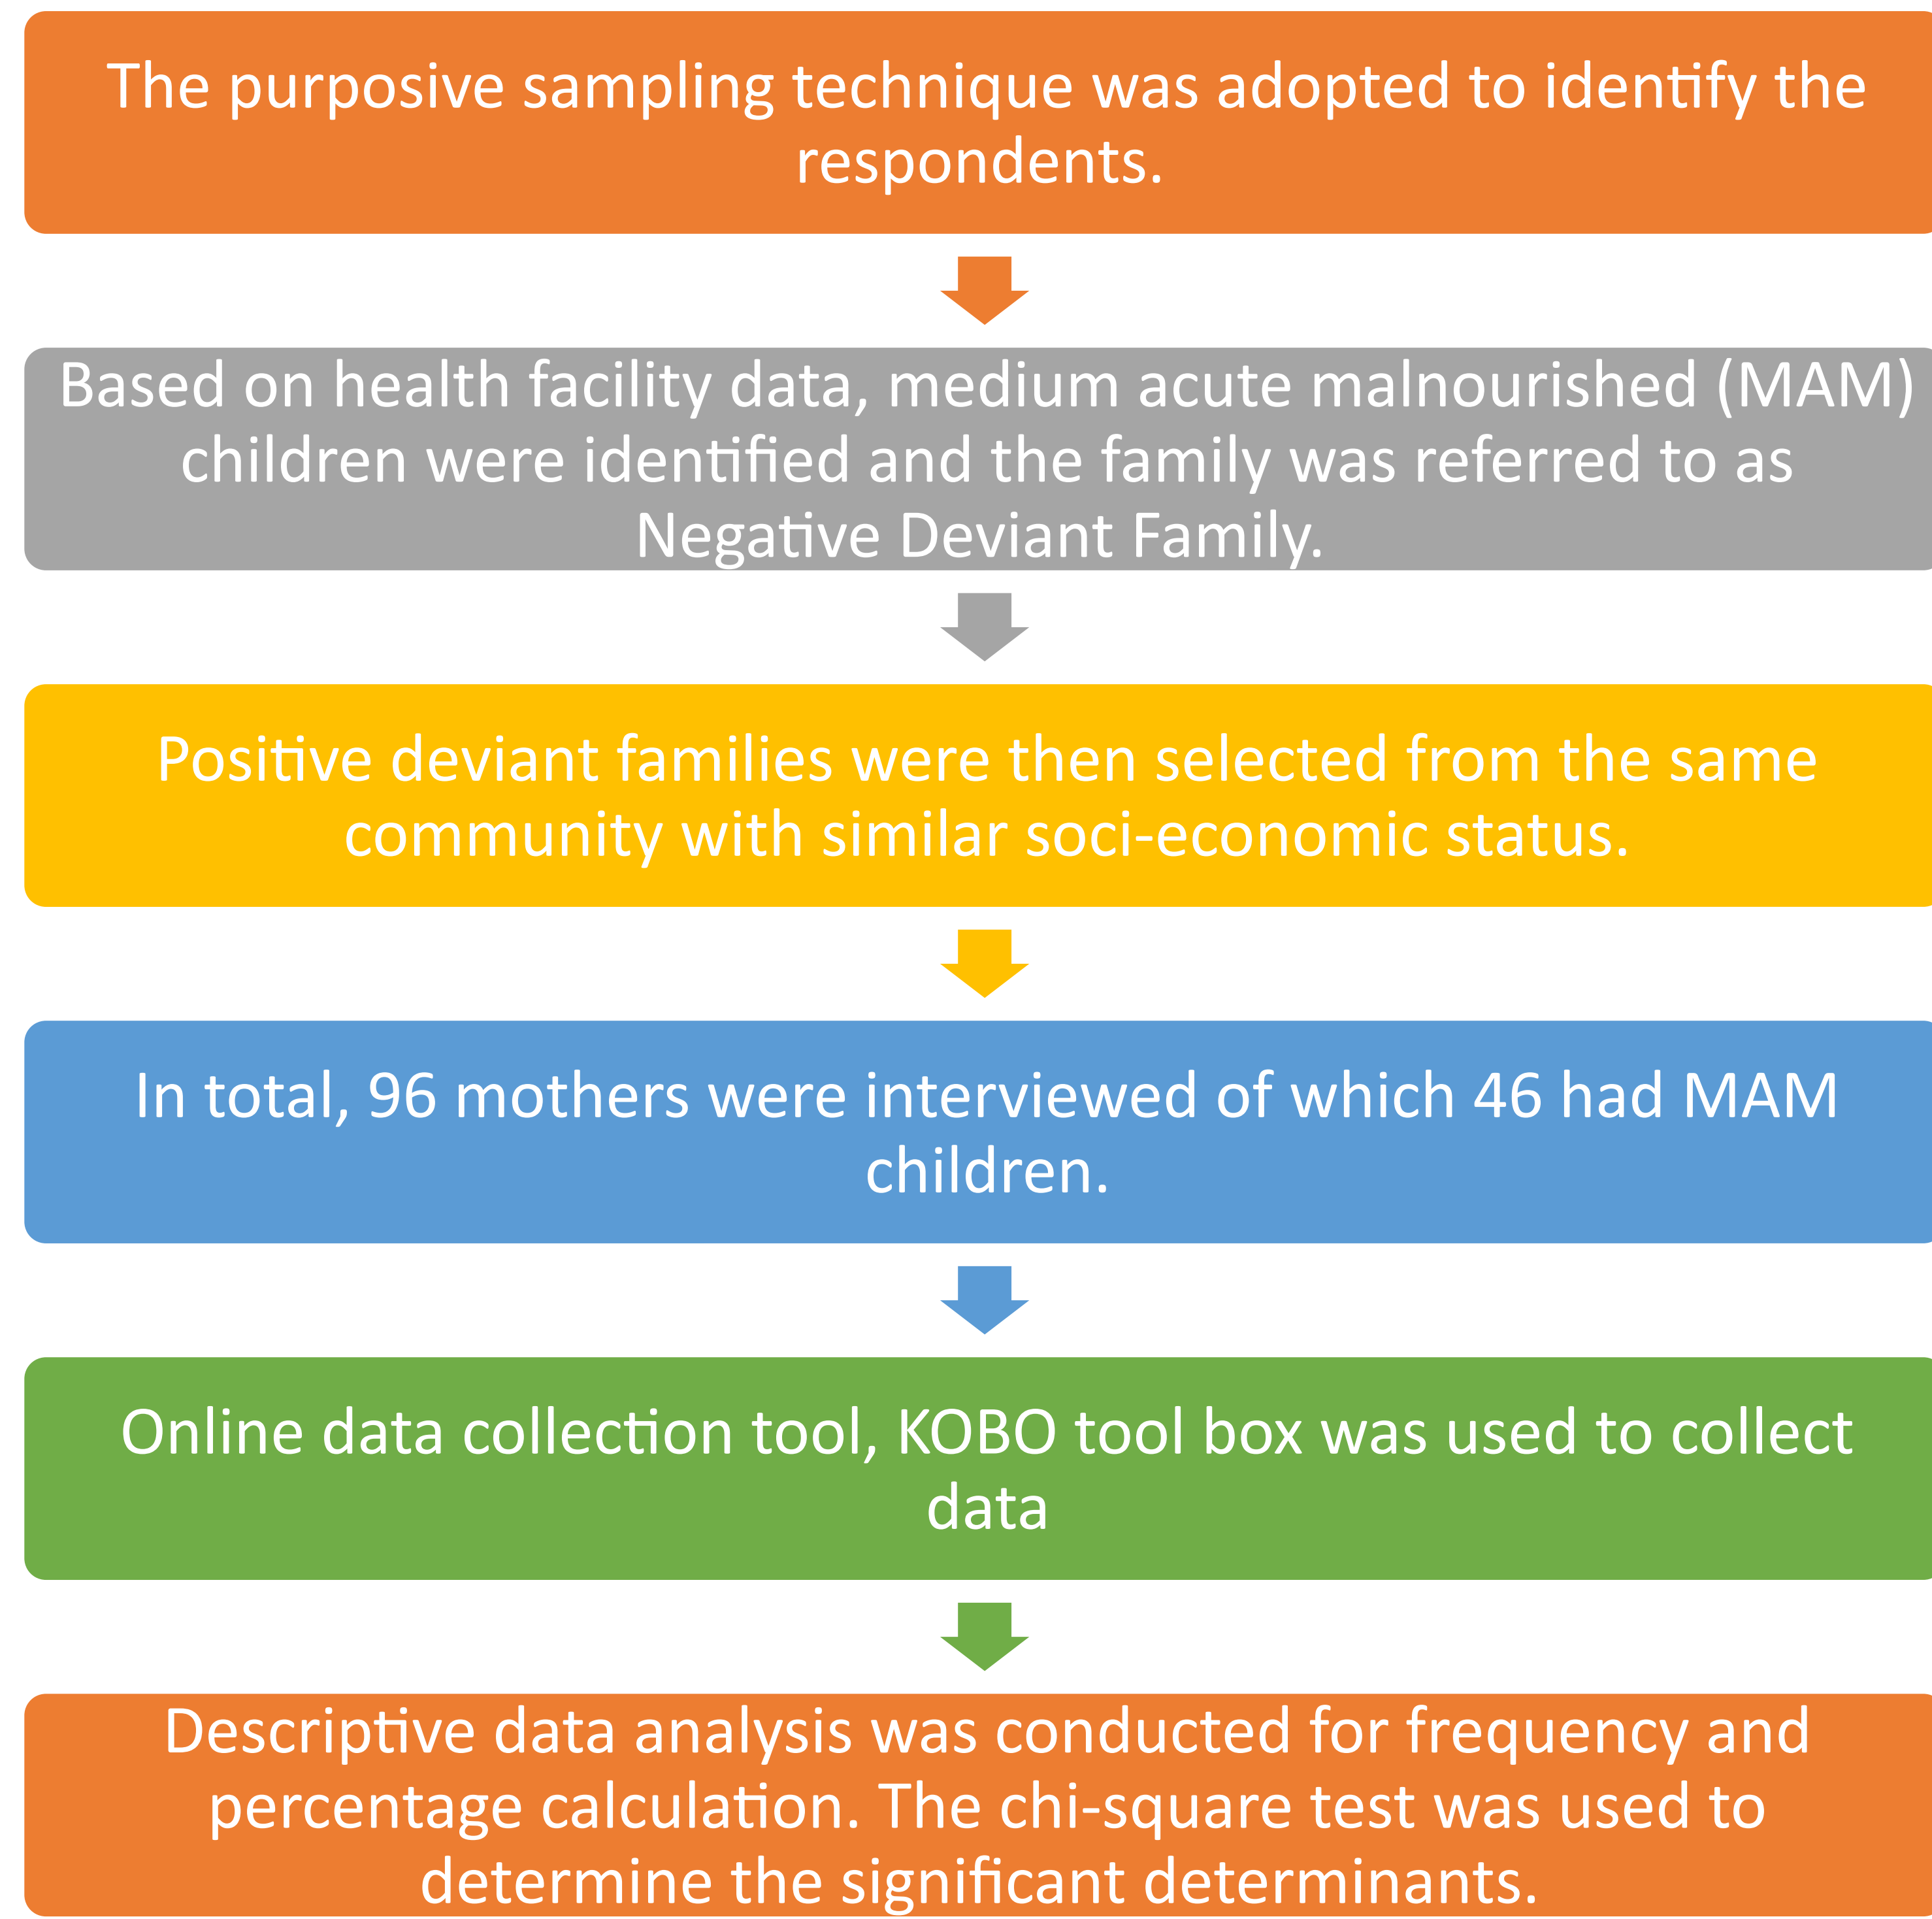 The purposive sampling technique was adopted to identify the
respondents.
Based on health facility data, medium acute malnourished (MAM)
children were identified and the family was referred to as
Negative Deviant Family.
Positive deviant families were then selected from the same
community with similar soci-economic status.
In total, 96 mothers were interviewed of which 46 had MAM
children.
Online data collection tool, KOBO tool box was used to collect
data
Descriptive data analysis was conducted for frequency and
percentage calculation. The chi-square test was used to
determine the significant determinants.